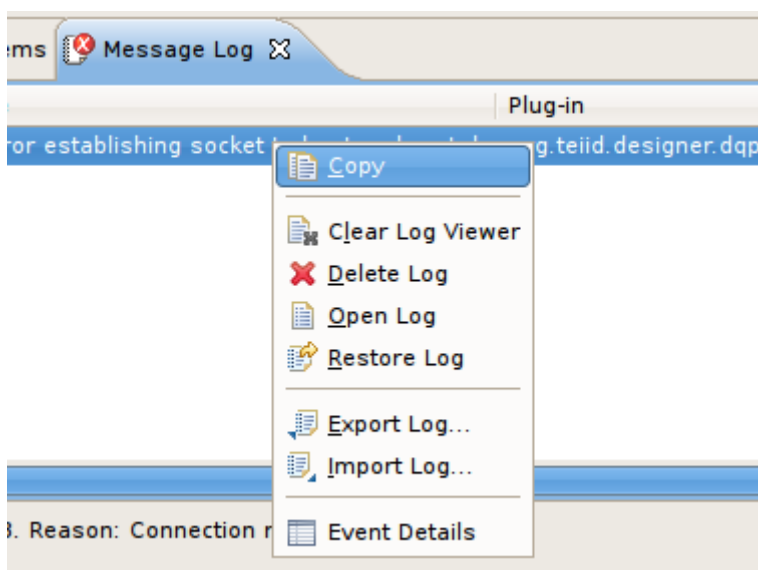 ems Message Log
Plug-in
ror establishing socket g.teiid.designer.dqp
Copy
Clear Log Viewer
Delete Log
Open Log
Restore Log
Export Log...
Import Log...
. Reason: Connection r
Event Details